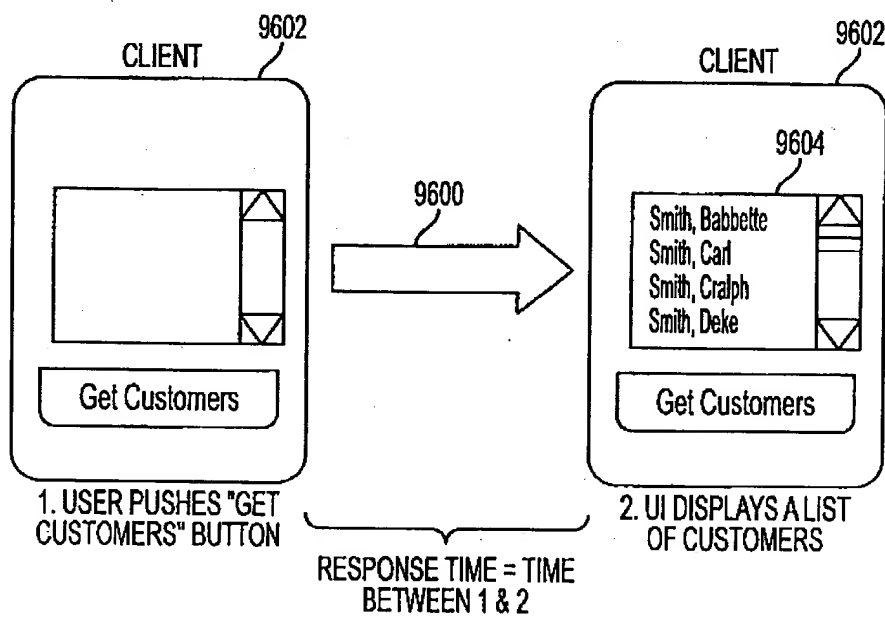 9602
CLIENT
Get Customers
1. USER PUSHES "GET
CUSTOMERS" BUTTON
9600
RESPONSE TIME = TIME
BETWEEN 1 & 2
9602
CLIENT
9604
Smith, Babbette
Smith, Carl
Smith, Cralph
Smith, Deke
Get Customers
2. UI DISPLAYS A LIST
OF CUSTOMERS